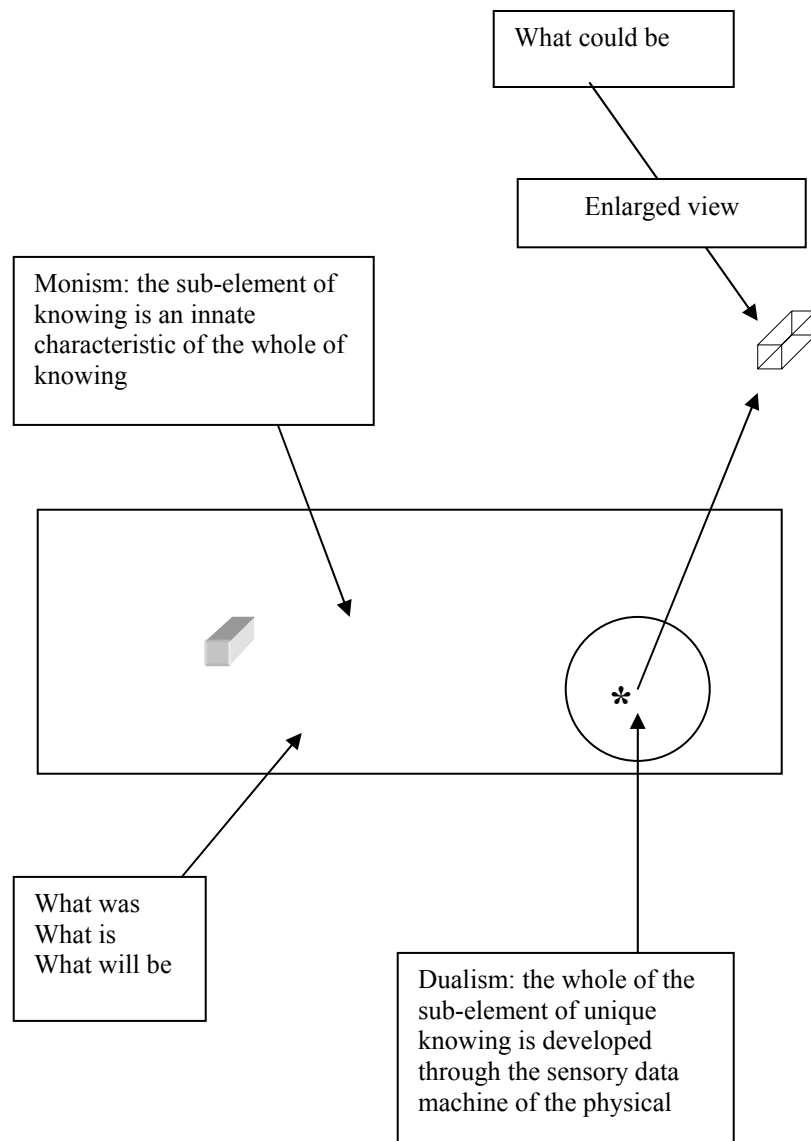 What could be
Enlarged view
Monism: the sub-element of
knowing is an innate
characteristic of the whole of
knowing
*
What was
What is
What will be
Dualism: the whole of the
sub-element of unique
knowing is developed
through the sensory data
machine of the physical